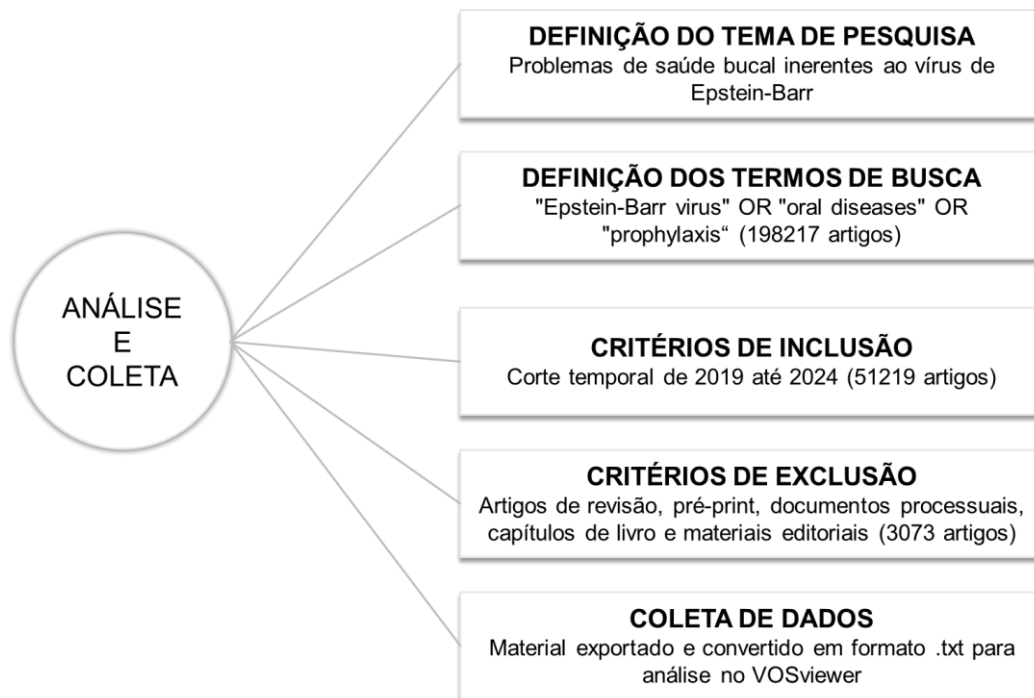 ANÁLISE
E
COLETA
DEFINIÇÃO DO TEMA DE PESQUISA
Problemas de saúde bucal inerentes ao vírus de
Epstein-Barr
DEFINIÇÃO DOS TERMOS DE BUSCA
"Epstein-Barr virus" OR "oral diseases" OR
"prophylaxis“ (198217 artigos)
CRITÉRIOS DE INCLUSÃO
Corte temporal de 2019 até 2024 (51219 artigos)
CRITÉRIOS DE EXCLUSÃO
Artigos de revisão, pré-print, documentos processuais,
capítulos de livro e materiais editoriais (3073 artigos)
COLETA DE DADOS
Material exportado e convertido em formato .txt para
análise no VOSviewer